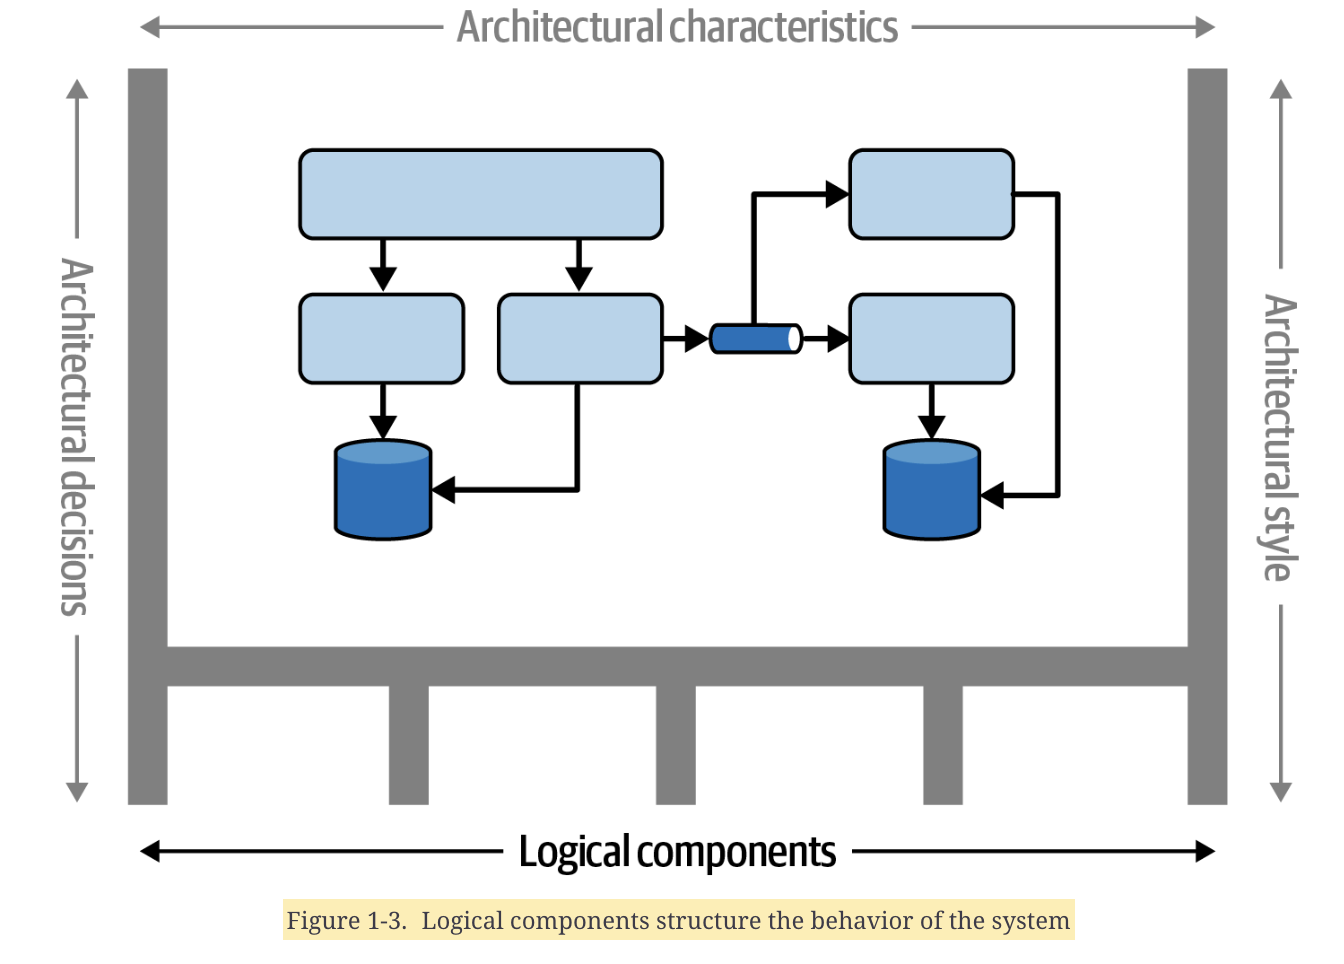 Architectural characteristics
Architectural decisions
Architectural style
Logical components
Figure 1-3. Logical components structure the behavior of the system